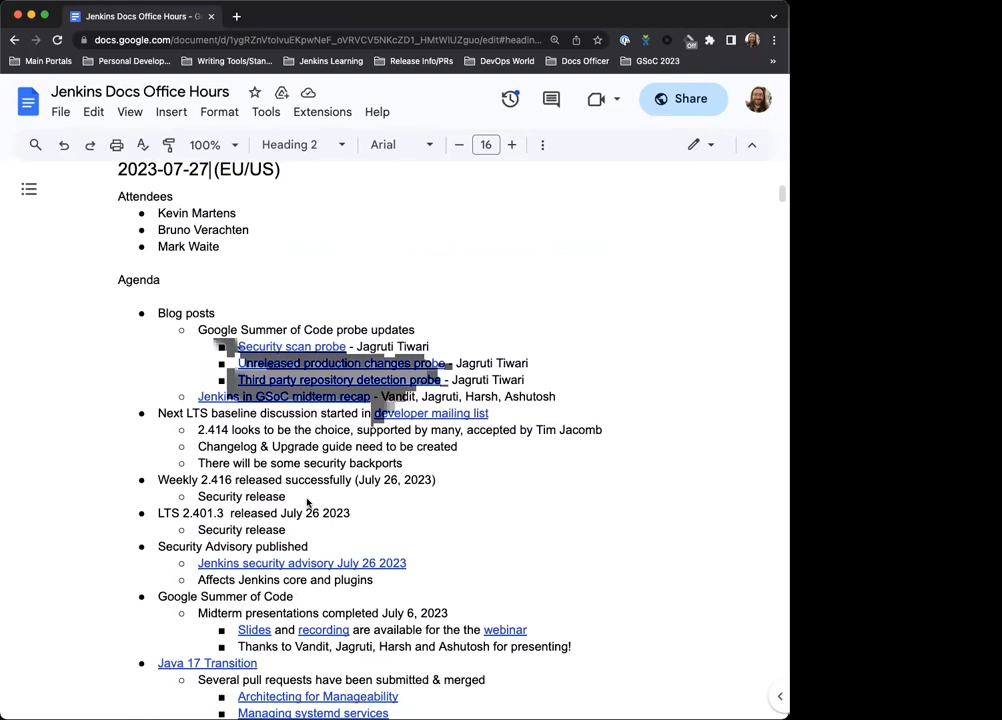 Jenkins Docs Office Hours - G
docs.google.com/document/d/1ygRZnVtoIvuEKpwNeF_oVRVCV5NKcZD1_HMtWlUZguo/edit#headin...
Off
Main Portals Personal Develop... Writing Tools/Stan... Jenkins Learning Release Info/PRs DevOps World Docs Officer GSoC 2023 »
Jenkins Docs Office Hours
Share
File Edit View Insert Format Tools Extensions Help
100% Heading 2 Arial 16
2023-07-27 (EU/US)
Attendees
● Kevin Martens
● Bruno Verachten
● Mark Waite
Agenda
● Blog posts
○ Google Summer of Code probe updates
■ Security scan probe - Jagruti Tiwari
■ Unreleased production changes probe - Jagruti Tiwari
■ Third party repository detection probe - Jagruti Tiwari
○ Jenkins in GSoC midterm recap - Vandit, Jagruti, Harsh, Ashutosh
● Next LTS baseline discussion started in developer mailing list
○ 2.414 looks to be the choice, supported by many, accepted by Tim Jacomb
○ Changelog & Upgrade guide need to be created
○ There will be some security backports
● Weekly 2.416 released successfully (July 26, 2023)
○ Security release
● LTS 2.401.3 released July 26 2023
○ Security release
● Security Advisory published
○ Jenkins security advisory July 26 2023
○ Affects Jenkins core and plugins
● Google Summer of Code
○ Midterm presentations completed July 6, 2023
■ Slides and recording are available for the the webinar
■ Thanks to Vandit, Jagruti, Harsh and Ashutosh for presenting!
● Java 17 Transition
○ Several pull requests have been submitted & merged
■ Architecting for Manageability
■ Managing systemd services